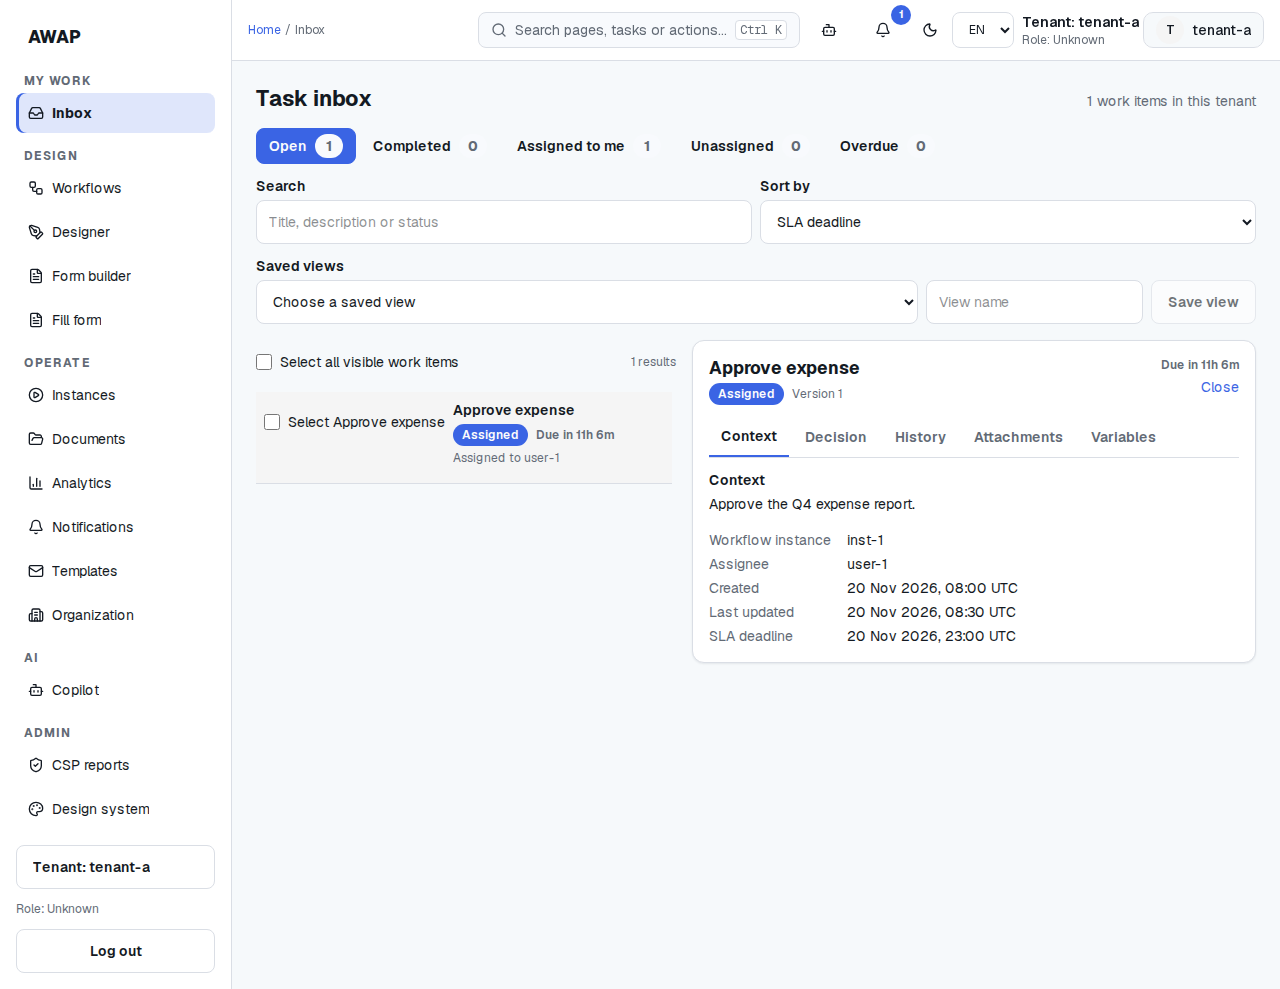 AWAP
MY WORK
Inbox
DESIGN
Workflows
Designer
Form builder
Fill form
OPERATE
Instances
Documents
Analytics
Notifications
Templates
Organization
AI
Copilot
ADMIN
CSP reports
Design system
Tenant: tenant-a
Role: Unknown
Log out
Home / Inbox
Search pages, tasks or actions... Ctrl K
1
EN
Tenant: tenant-a
Role: Unknown
T tenant-a
Task inbox
1 work items in this tenant
Open 1 Completed 0 Assigned to me 1 Unassigned 0 Overdue 0
Search
Title, description or status
Sort by
SLA deadline
Saved views
Choose a saved view
View name
Save view
Select all visible work items
1 results
Select Approve expense
Approve expense
Assigned Due in 11h 6m
Assigned to user-1
Approve expense
Assigned Version 1
Due in 11h 6m
Close
Context Decision History Attachments Variables
Context
Approve the Q4 expense report.
Workflow instance inst-1
Assignee user-1
Created 20 Nov 2026, 08:00 UTC
Last updated 20 Nov 2026, 08:30 UTC
SLA deadline 20 Nov 2026, 23:00 UTC